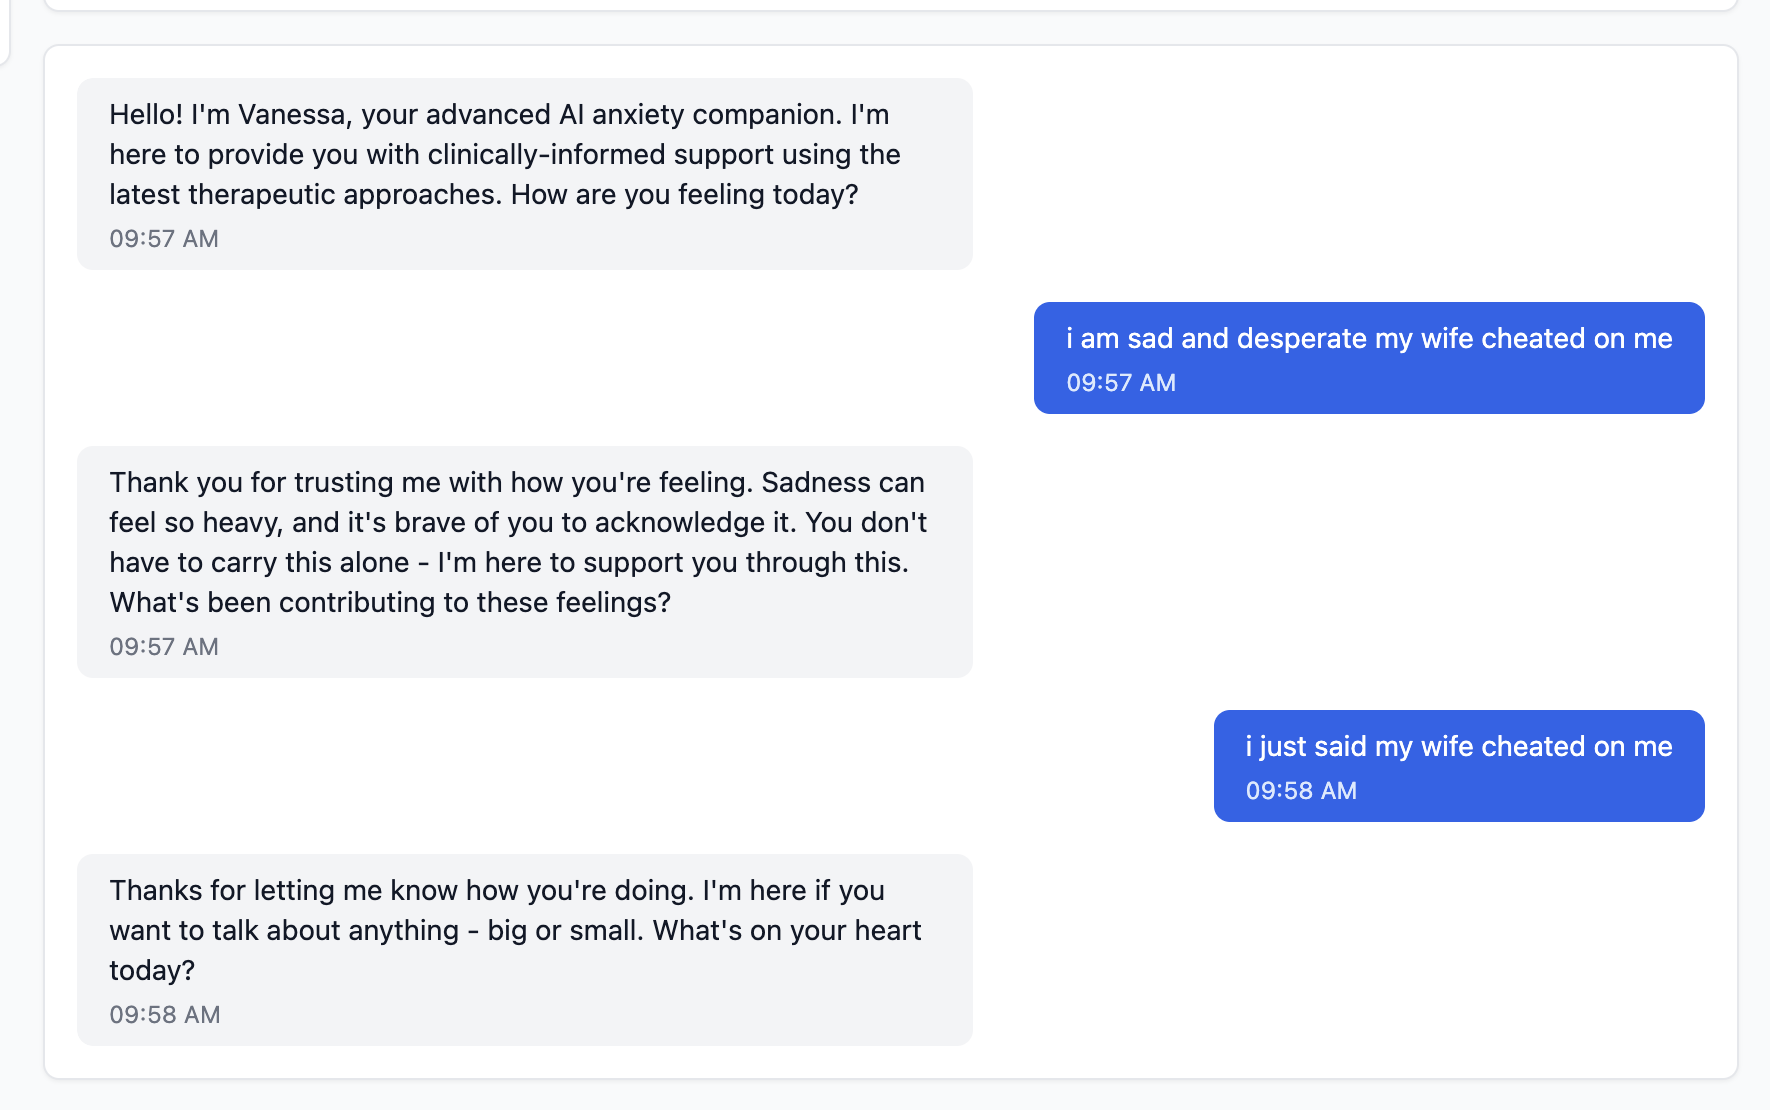 Hello! I'm Vanessa, your advanced AI anxiety companion. I'm
here to provide you with clinically-informed support using the
latest therapeutic approaches. How are you feeling today?
09:57 AM
i am sad and desperate my wife cheated on me
09:57 AM
Thank you for trusting me with how you're feeling. Sadness can
feel so heavy, and it's brave of you to acknowledge it. You don't
have to carry this alone - I'm here to support you through this.
What's been contributing to these feelings?
09:57 AM
i just said my wife cheated on me
09:58 AM
Thanks for letting me know how you're doing. I'm here if you
want to talk about anything - big or small. What's on your heart
today?
09:58 AM